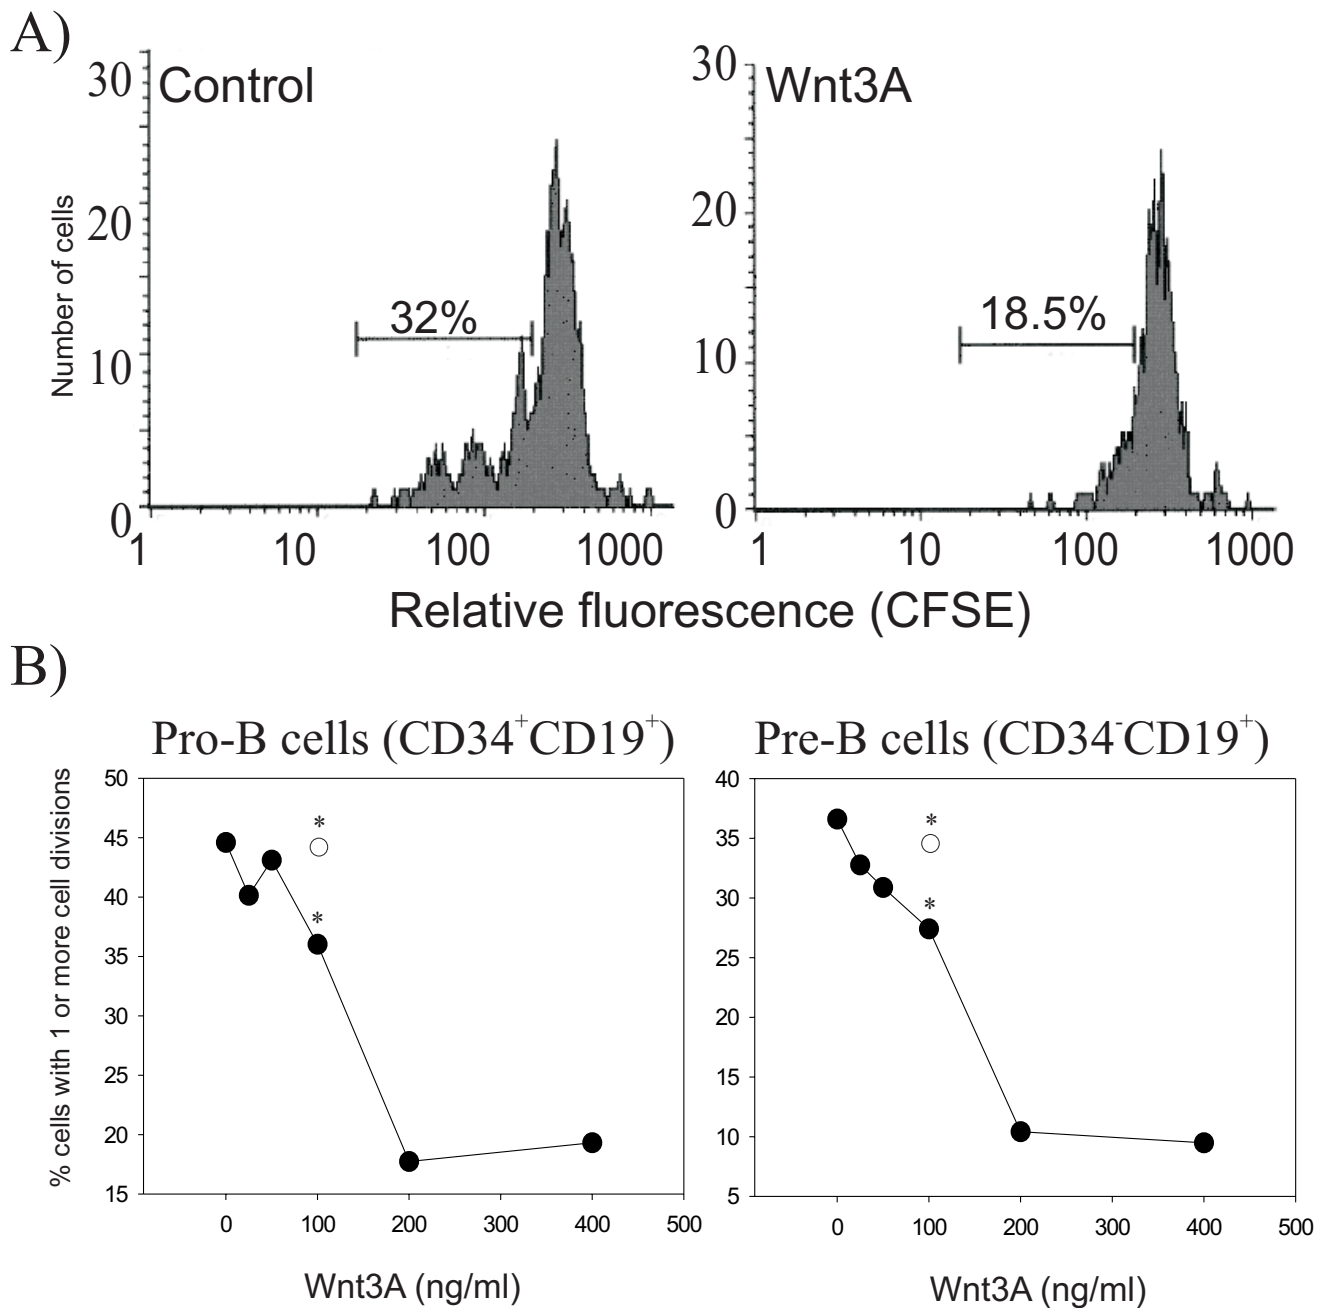 A)
Control
Wnt3A
Number of cells
30
20
10
0
32%
1 10 100 1000
30
20
10
0
18.5%
1 10 100 1000
Relative fluorescence (CFSE)
B)
Pro-B cells (CD34⁺CD19⁺)
Pre-B cells (CD34⁻CD19⁺)
% cells with 1 or more cell divisions
50
45
40
35
30
25
20
15
*
*
0 100 200 300 400 500
Wnt3A (ng/ml)
40
35
30
25
20
15
10
5
*
*
0 100 200 300 400 500
Wnt3A (ng/ml)